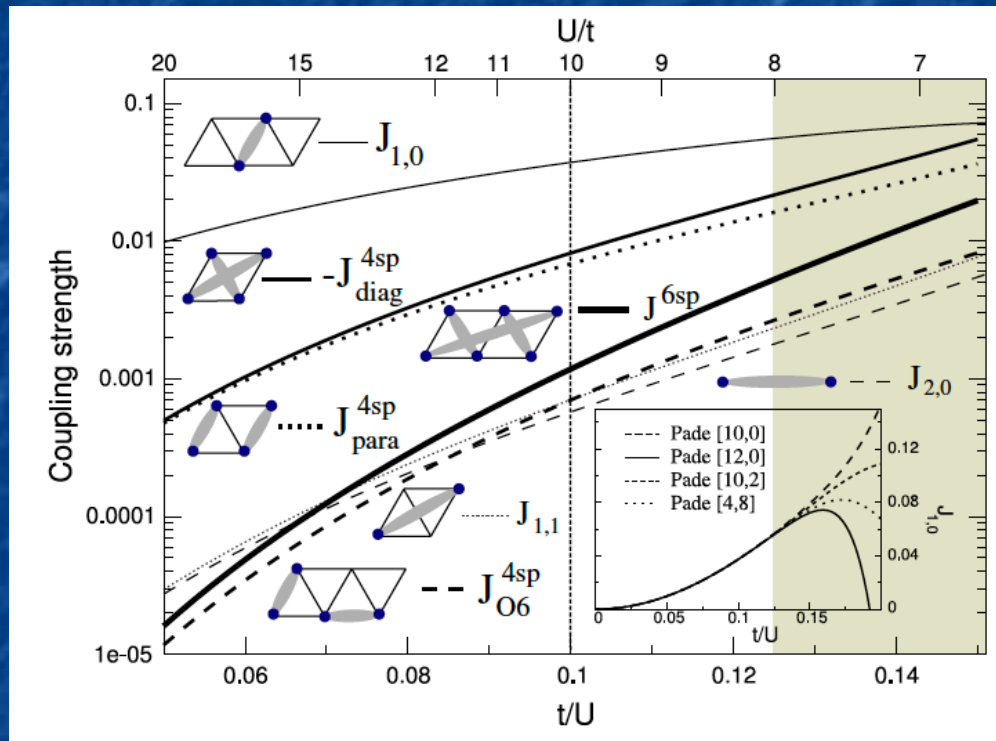 U/t
20 15 12 11 10 9 8 7
0.1
J1,0
0.01
-J4sp diag
J6sp
Coupling strength
0.001
J2,0
J4sp para
Pade [10,0]
Pade [12,0]
Pade [10,2]
Pade [4,8]
0.12
0.08
0.04
0
J1,0
0.0001
J1,1
J4sp O6
0 0.05 0.1 0.15
t/U
1e-05
0.06 0.08 0.1 0.12 0.14
t/U